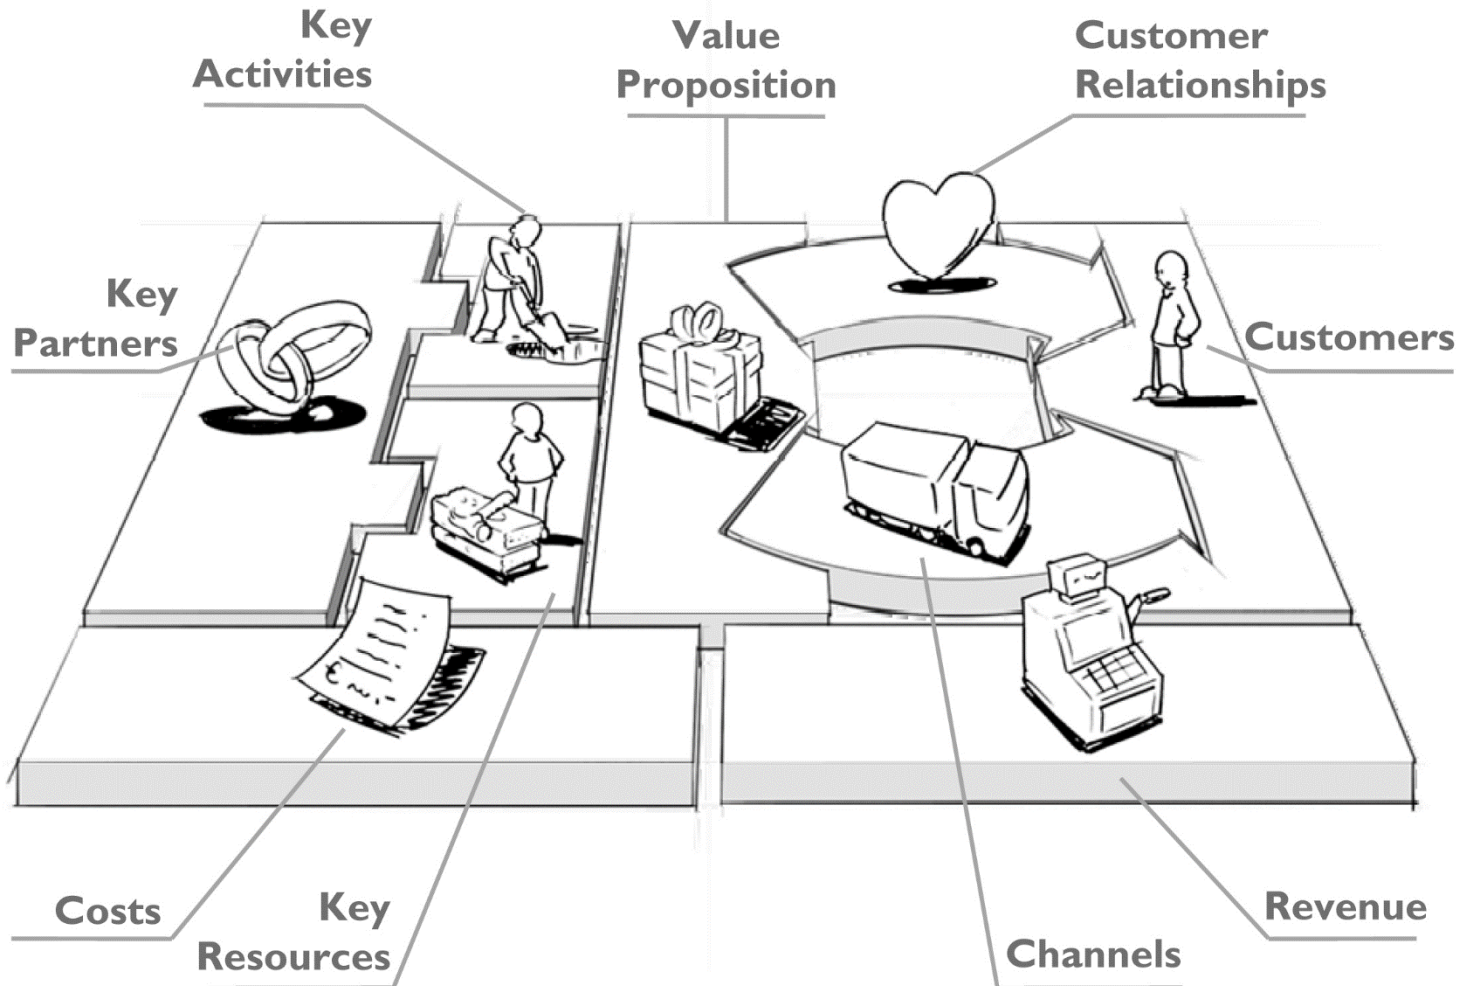 Key
Activities
Value
Proposition
Customer
Relationships
Key
Partners
Customers
Costs
Key
Resources
Channels
Revenue